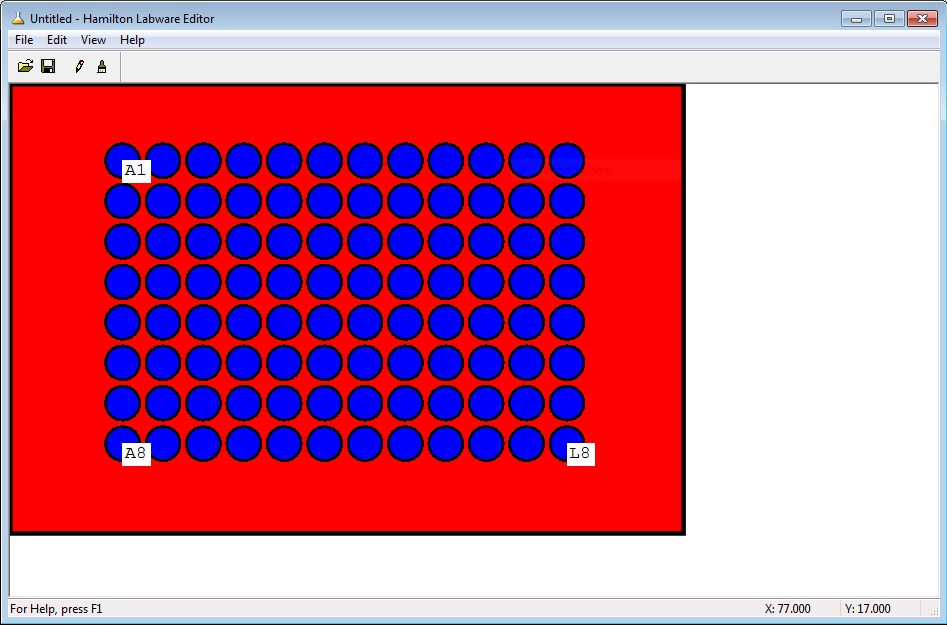 Untitled - Hamilton Labware Editor
File Edit View Help
A1
Snip
A8
L8
For Help, press F1
X: 77.000
Y: 17.000